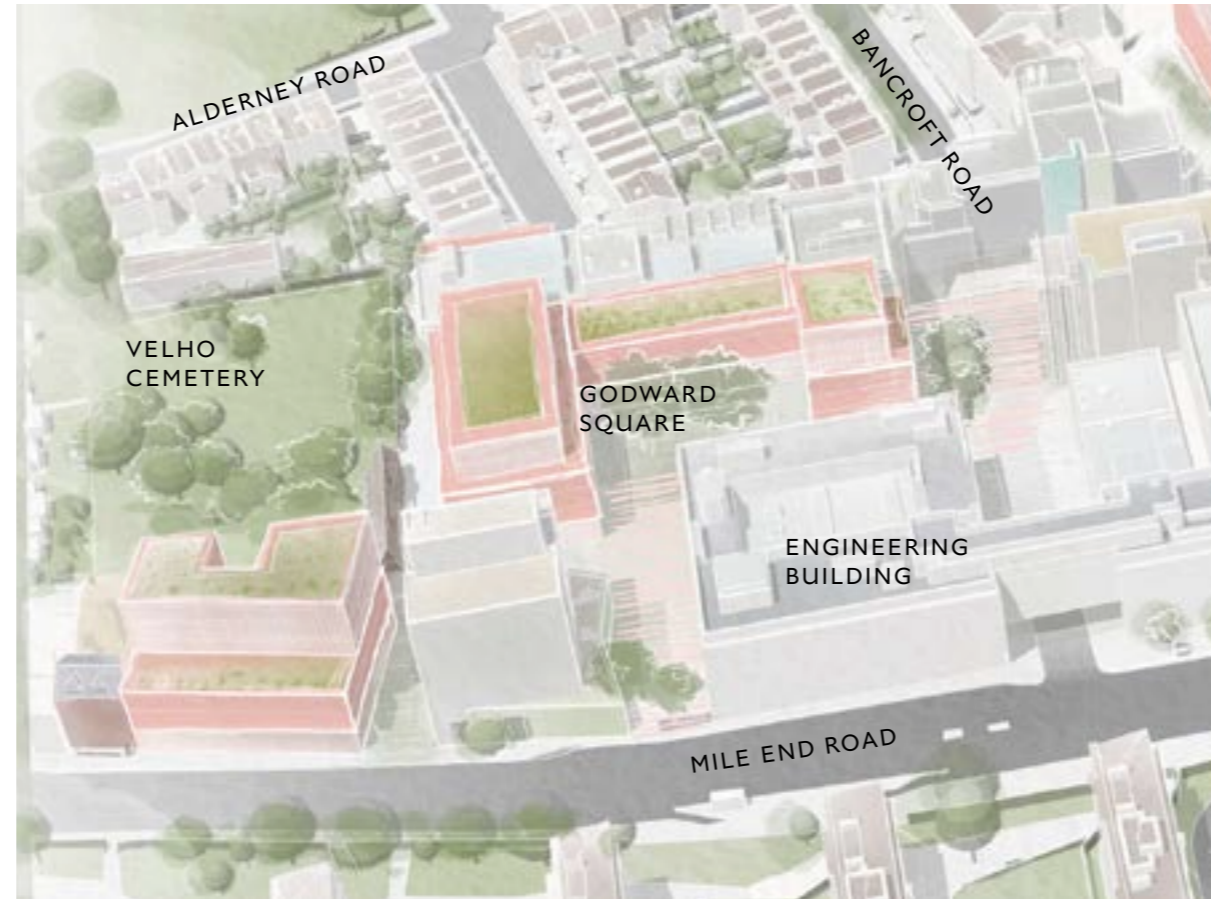 ALDERNEY ROAD
BANCROFT ROAD
VELHO
CEMETERY
GODWARD
SQUARE
ENGINEERING
BUILDING
MILE END ROAD